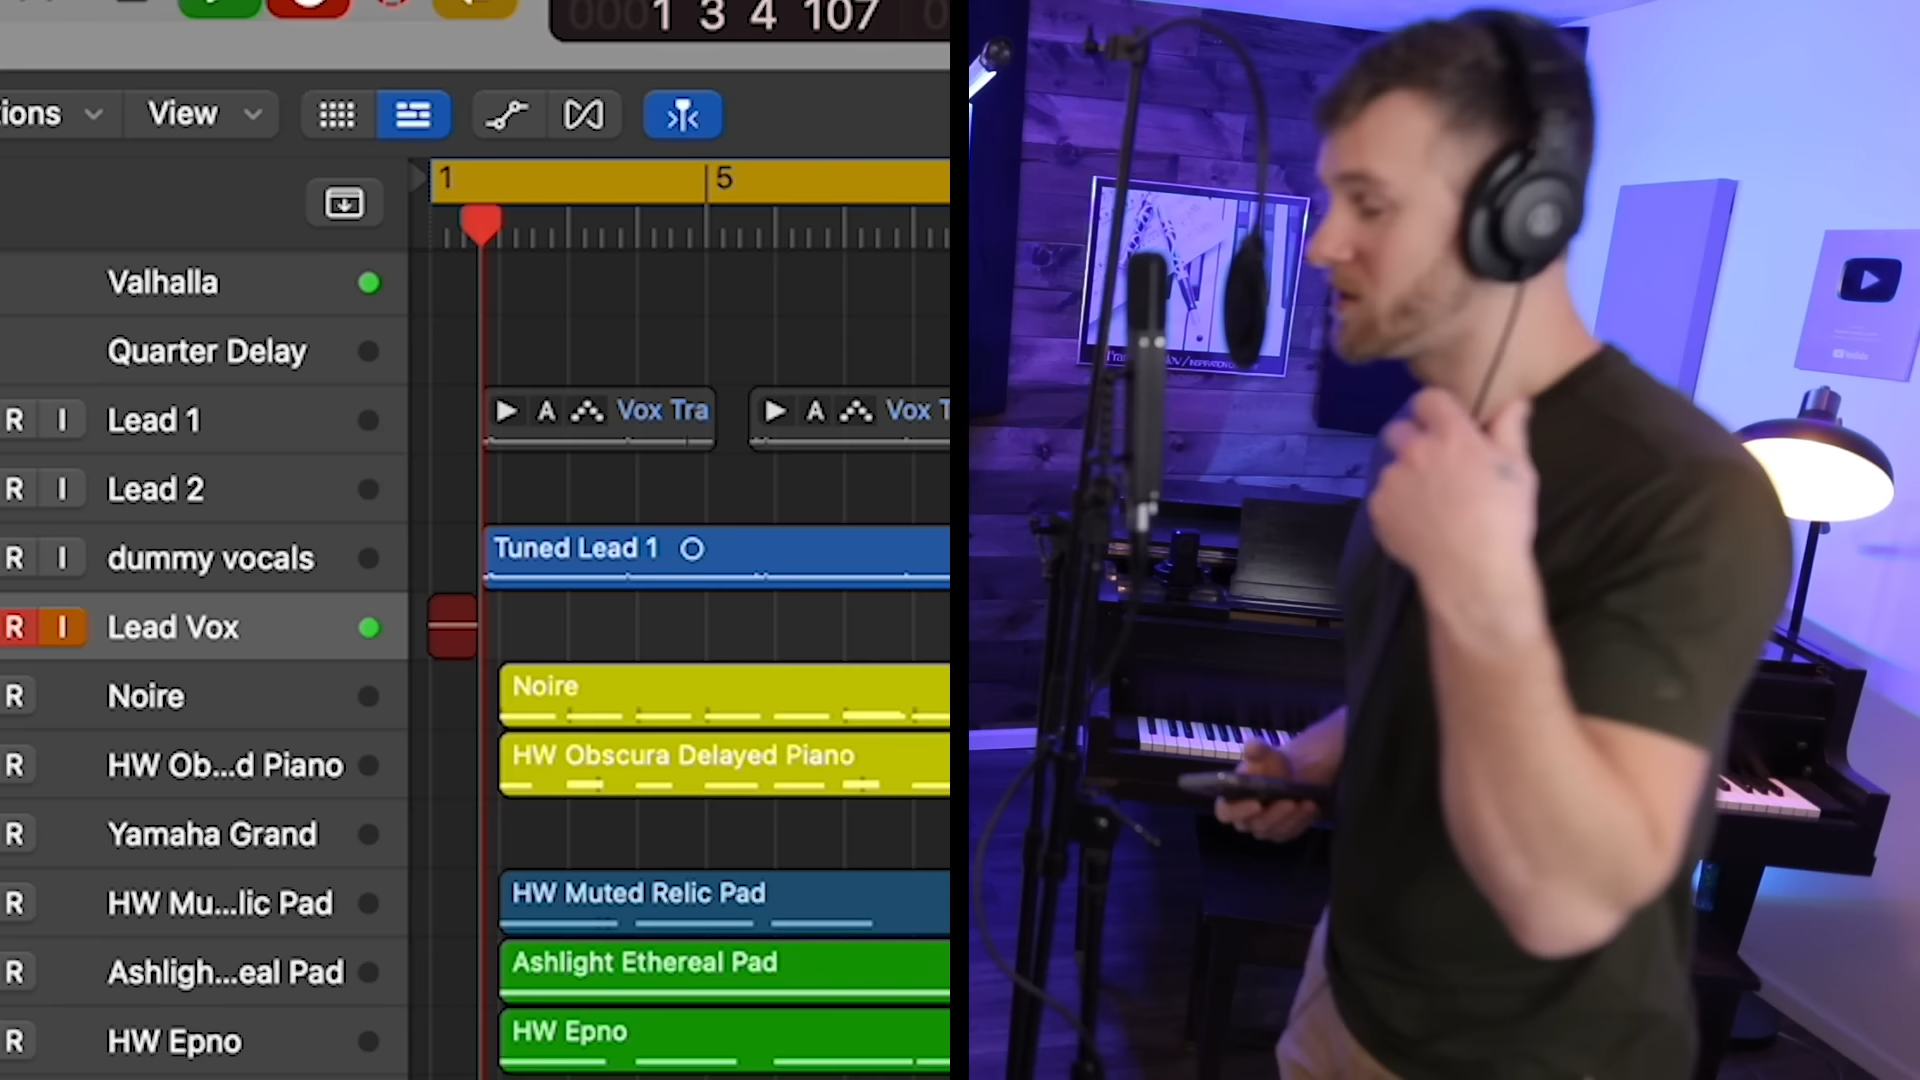 0001 3 4 107 0
ions View
1 5
Valhalla
Quarter Delay
R I Lead 1 A Vox Tra A Vox T
R I Lead 2
R I dummy vocals Tuned Lead 1
R I Lead Vox
R Noire Noire
R HW Ob...d Piano HW Obscura Delayed Piano
R Yamaha Grand
R HW Mu...lic Pad HW Muted Relic Pad
R Ashligh...eal Pad Ashlight Ethereal Pad
R HW Epno HW Epno
YouTube